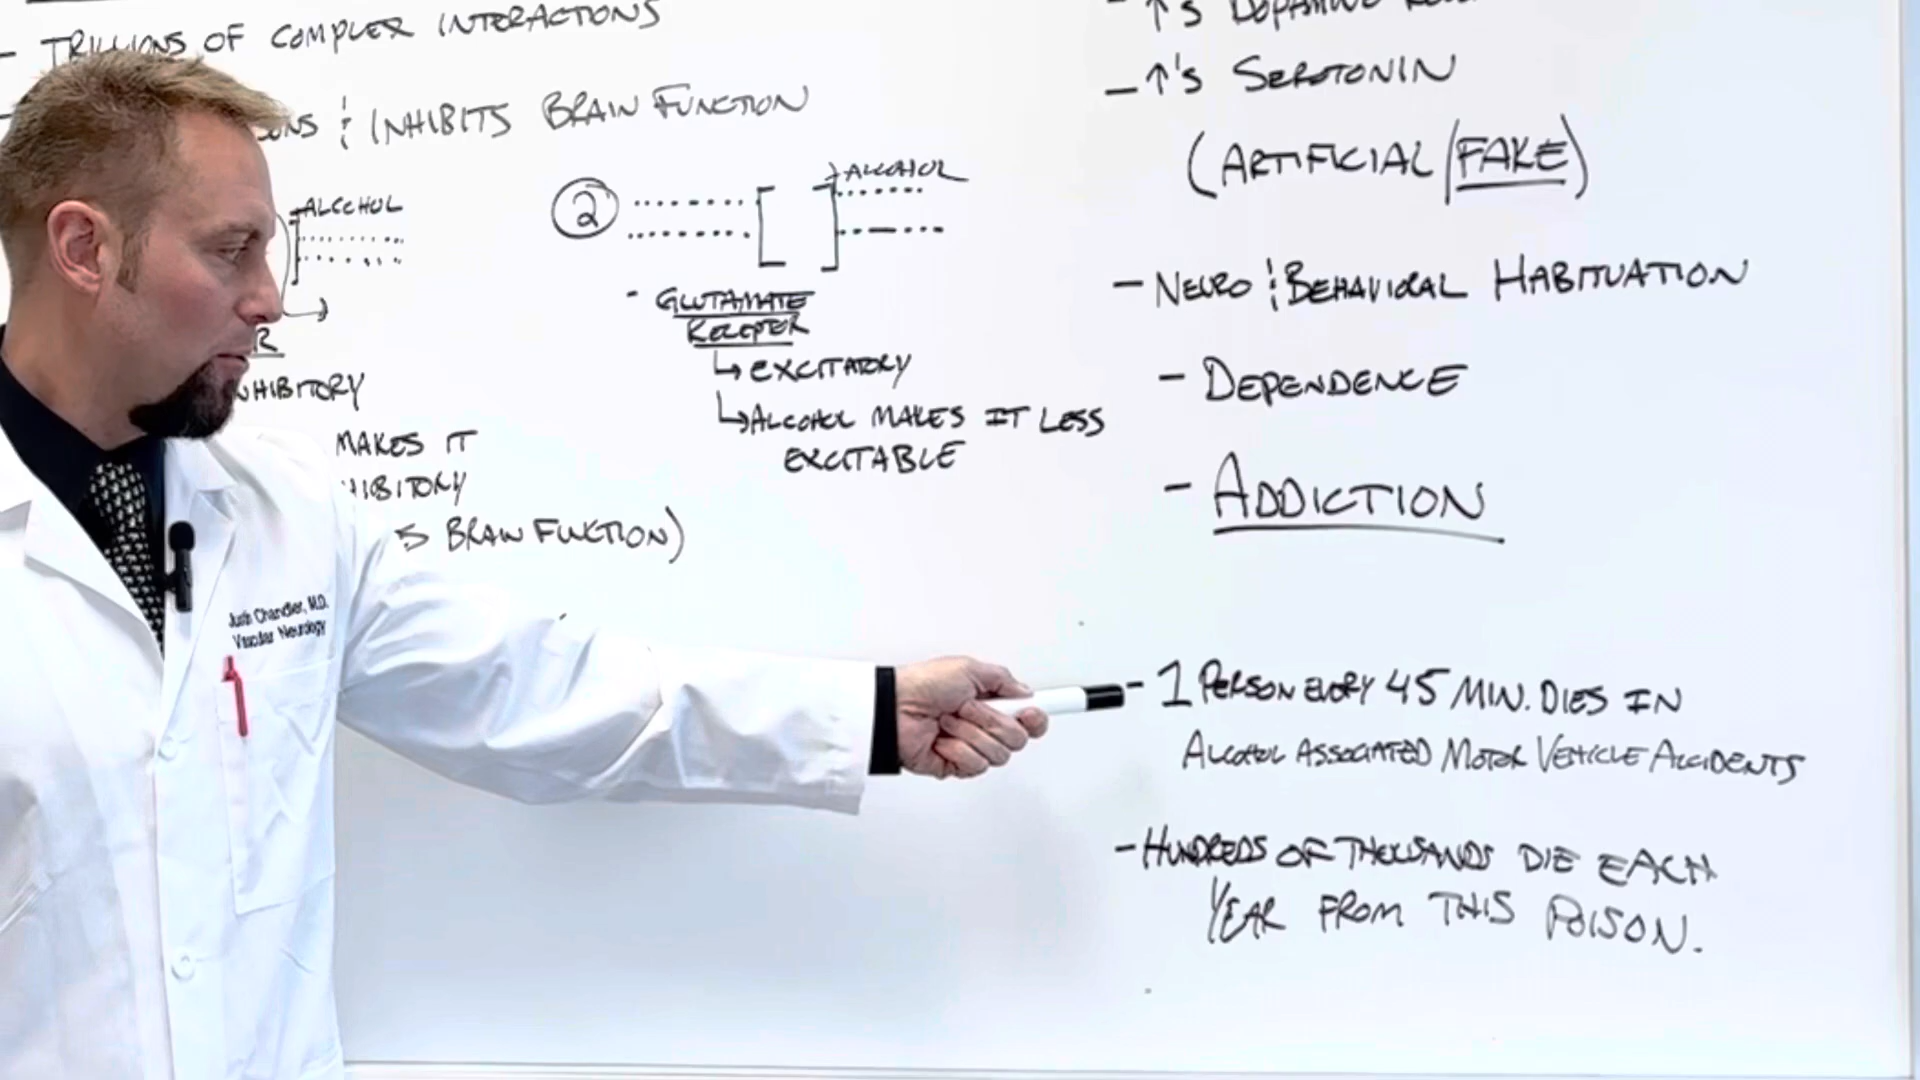 - TRILLIONS OF COMPLEX INTERACTIONS
& INHIBITS BRAIN FUNCTION
ALCOHOL
MAKES IT
BRAIN FUNCTION)
2
ALCOHOL
- GLUTAMATE
RECEPTOR
↳ EXCITATORY
↳ ALCOHOL MAKES IT LESS
EXCITABLE
- ↑'s DOPAMINE
- ↑'s SEROTONIN
(ARTIFICIAL/FAKE)
- NEURO & BEHAVIORAL HABITUATION
- DEPENDENCE
- ADDICTION
- 1 PERSON EVERY 45 MIN. DIES IN
ALCOHOL ASSOCIATED MOTOR VEHICLE ACCIDENTS
- HUNDREDS OF THOUSANDS DIE EACH
YEAR FROM THIS POISON.
Justin Chandler, M.D.
Vascular Neurology